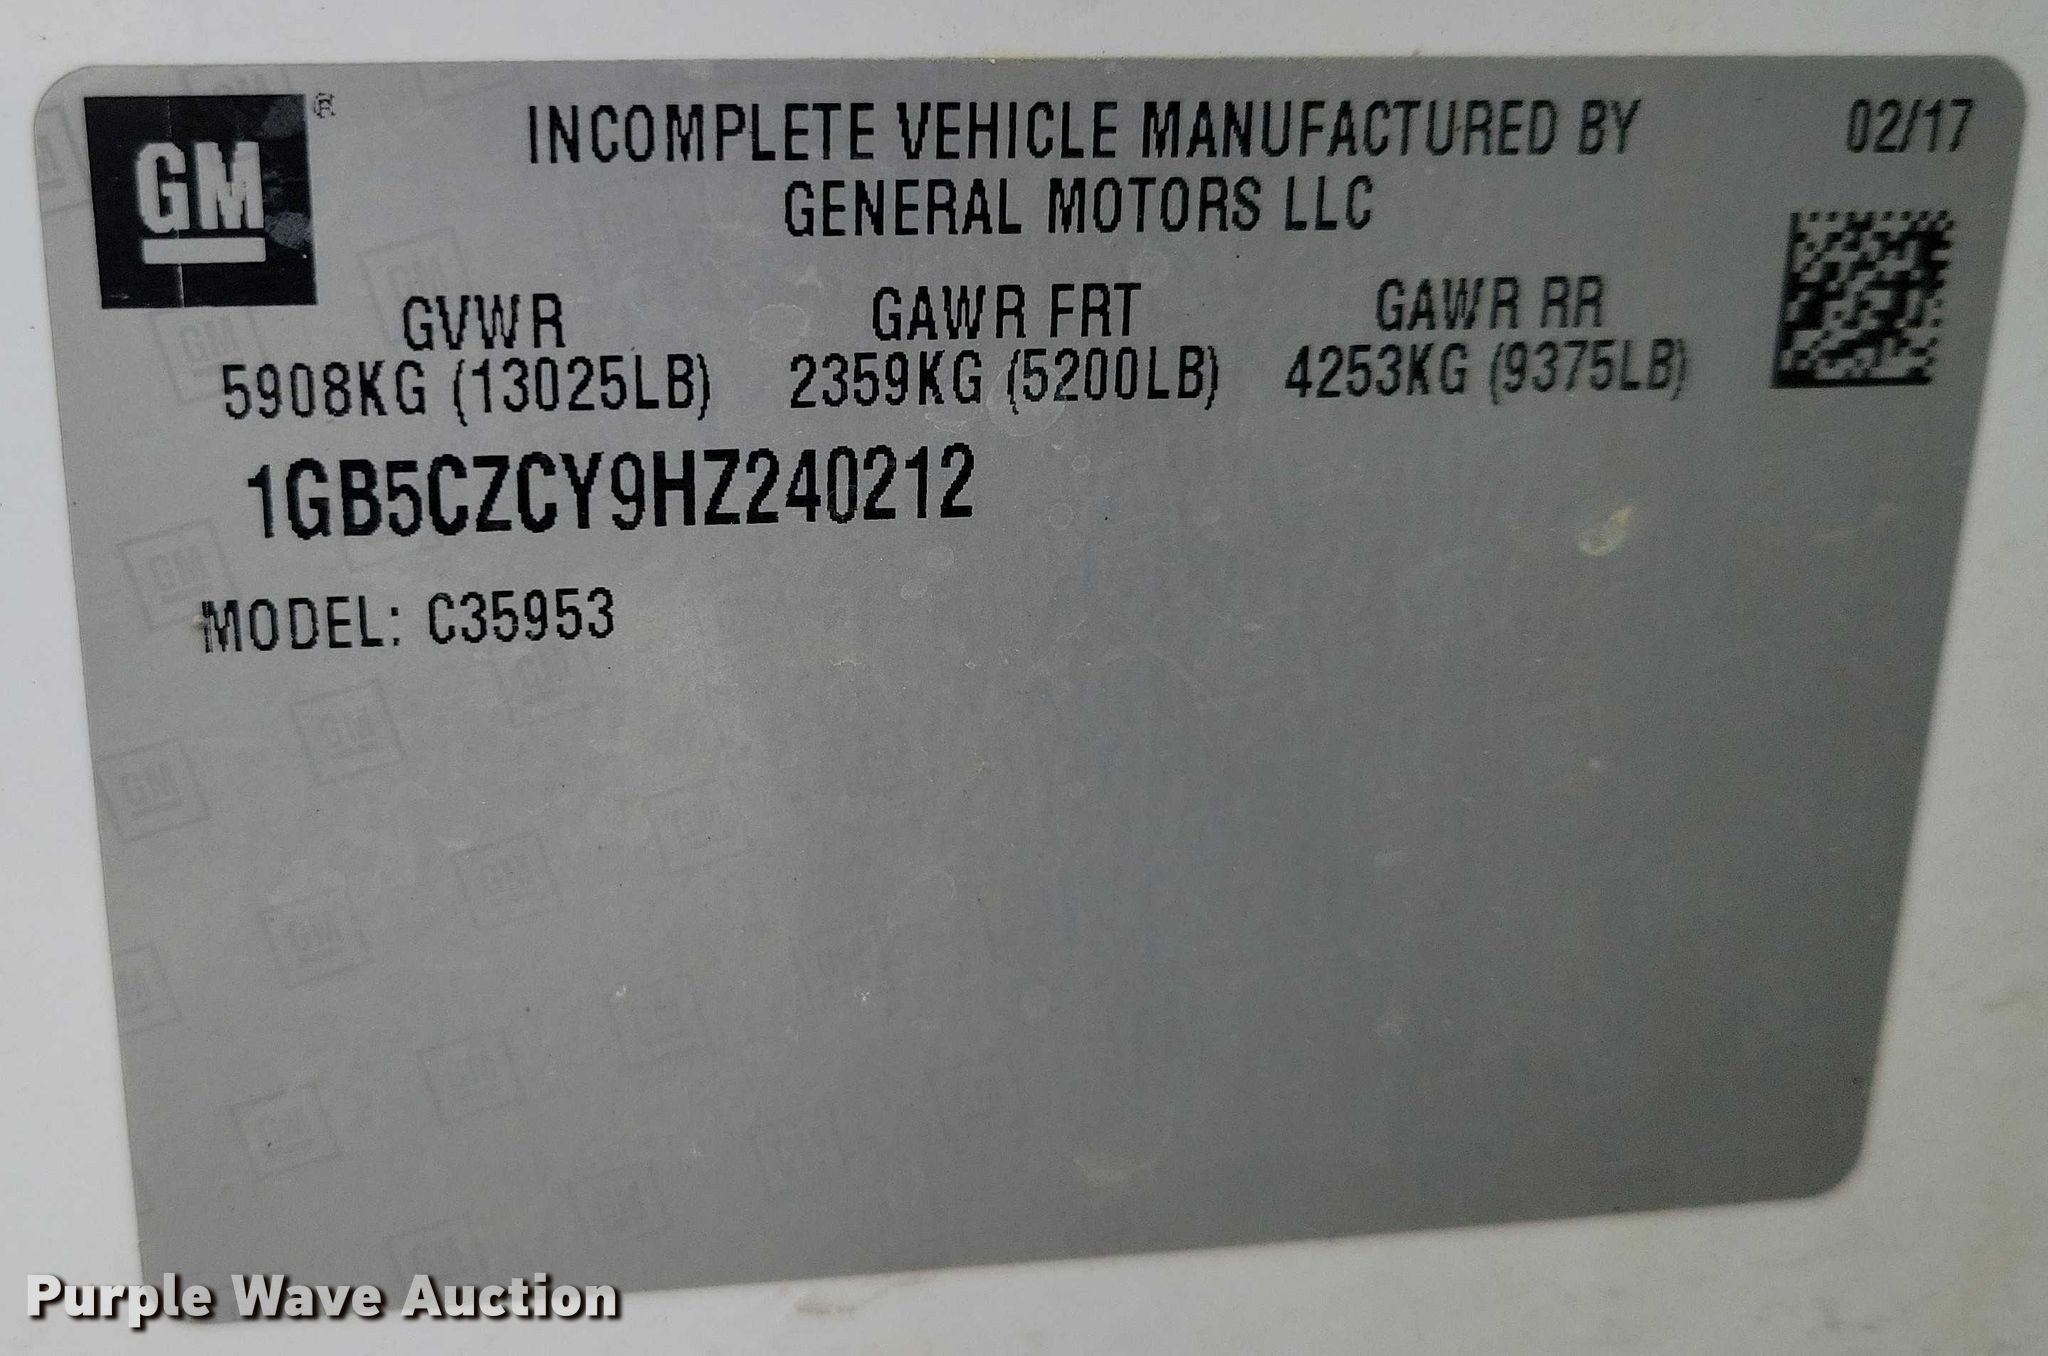 GM®
INCOMPLETE VEHICLE MANUFACTURED BY
GENERAL MOTORS LLC
02/17
GVWR
5908KG (13025LB)
GAWR FRT
2359KG (5200LB)
GAWR RR
4253KG (9375LB)
1GB5CZCY9HZ240212
MODEL: C35953
Purple Wave Auction